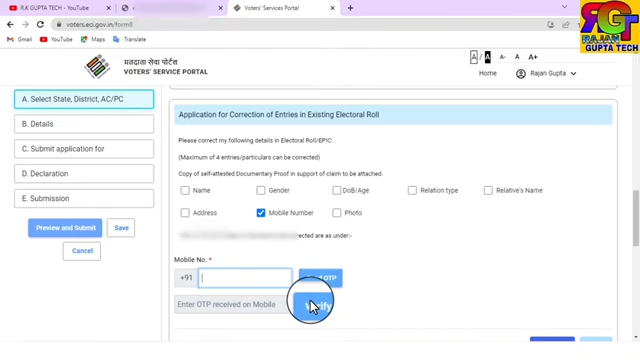 R.K GUPTA TECH - YouTube
Voters' Services Portal
voters.eci.gov.in/form8
Gmail YouTube Maps
RGT
RAJAN
GUPTA TECH
मतदाता सेवा पोर्टल
VOTERS' SERVICE PORTAL
A / A A- A A+
Home Rajan Gupta
A. Select State, District, AC/PC
B. Details
C. Submit application for
D. Declaration
E. Submission
Preview and Submit Save
Cancel
Application for Correction of Entries in Existing Electoral Roll
Please correct my following details in Electoral Roll/EPIC:
(Maximum of 4 entries/particulars can be corrected)
Copy of self-attested Documentary Proof in support of claim to be attached.
Name Gender DoB/Age Relation type Relative's Name
Address Mobile Number Photo
ected are as under:-
Mobile No. *
+91 OTP
Enter OTP received on Mobile Verify